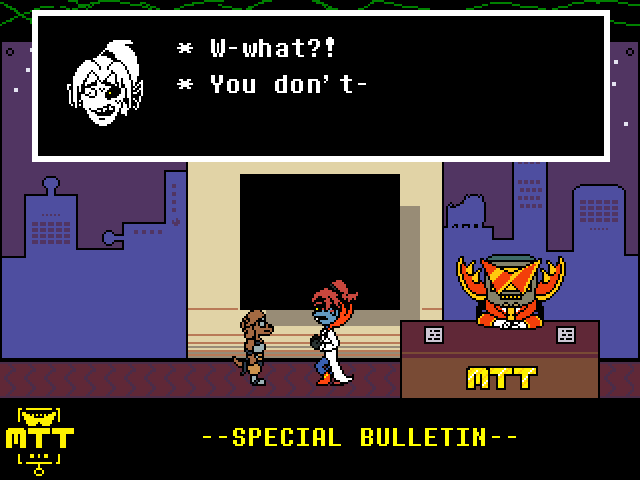 * W-what?!
* You don't-
MTT
MTT
--SPECIAL BULLETIN--